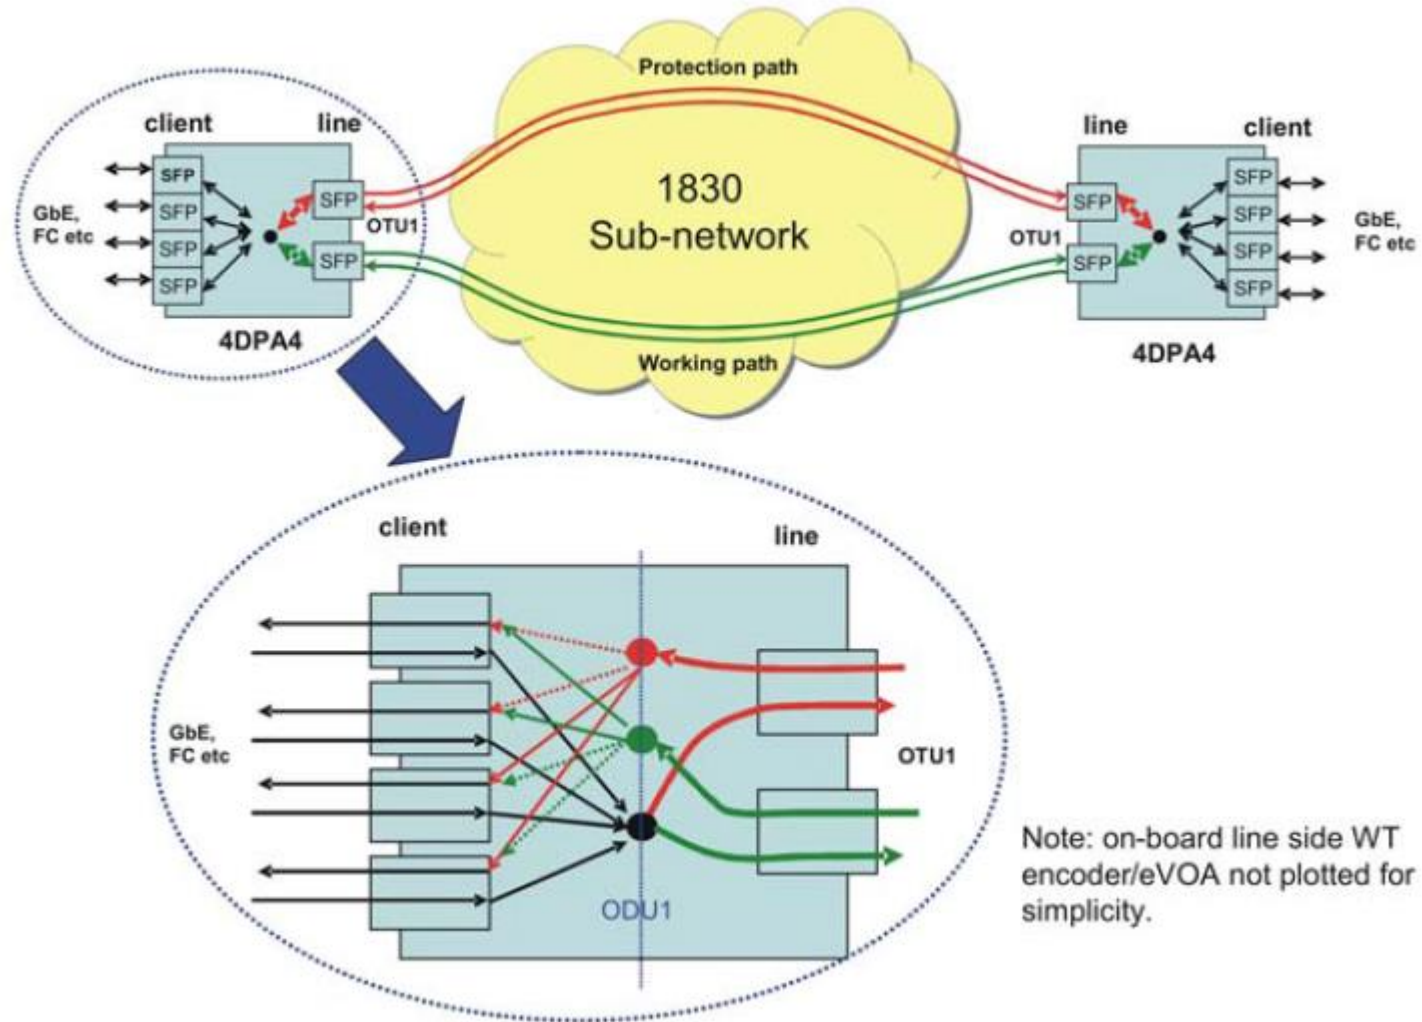 Protection path
client
line
SFP
SFP
SFP
SFP
GbE,
FC etc
SFP
SFP
OTU1
4DPA4
1830
Sub-network
Working path
line
client
SFP
SFP
OTU1
SFP
SFP
SFP
SFP
GbE,
FC etc
4DPA4
client
line
GbE,
FC etc
OTU1
ODU1
Note: on-board line side WT
encoder/eVOA not plotted for
simplicity.